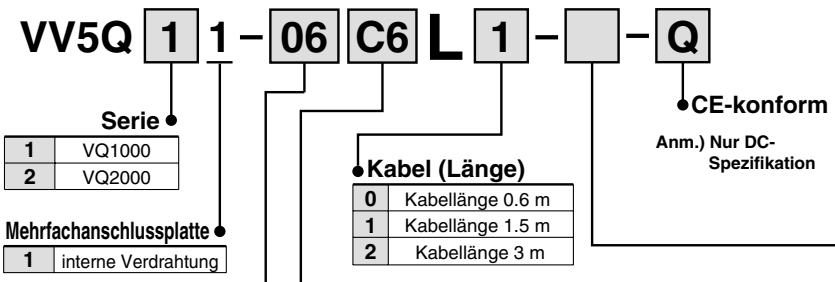 VV5Q 1 1 - 06 C6 L 1 - - Q
CE-konform
Anm.) Nur DC-
Spezifikation
Serie
1 VQ1000
2 VQ2000
Kabel (Länge)
0 Kabellänge 0.6 m
1 Kabellänge 1.5 m
2 Kabellänge 3 m
Mehrfachanschlussplatte
1 interne Verdrahtung